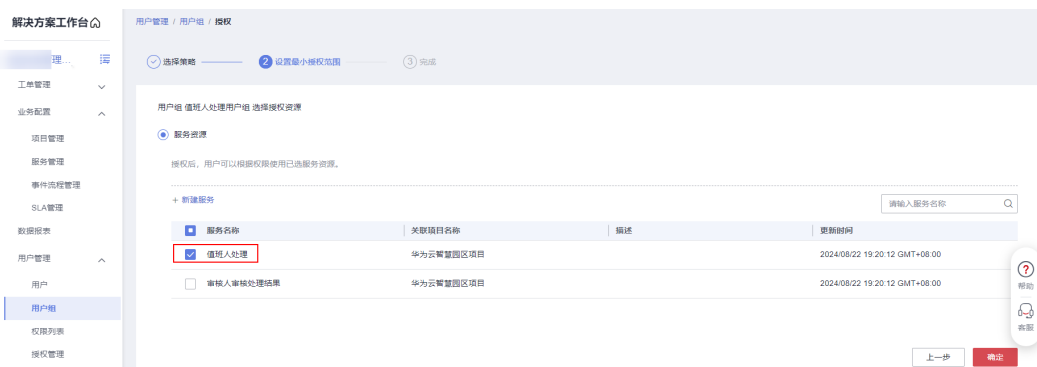 解决方案工作台
用户管理 / 用户组 / 授权
理...
选择策略
2 设置最小授权范围
3 完成
工单管理
业务配置
项目管理
服务管理
事件流程管理
SLA管理
数据报表
用户管理
用户
用户组
权限列表
授权管理
用户组 值班人处理用户组 选择授权资源
服务资源
授权后，用户可以根据权限使用已选服务资源。
+ 新建服务
请输入服务名称
服务名称 关联项目名称 描述 更新时间
值班人处理 华为云智慧园区项目 2024/08/22 19:20:12 GMT+08:00
审核人审核处理结果 华为云智慧园区项目 2024/08/22 19:20:12 GMT+08:00
帮助
客服
上一步 确定